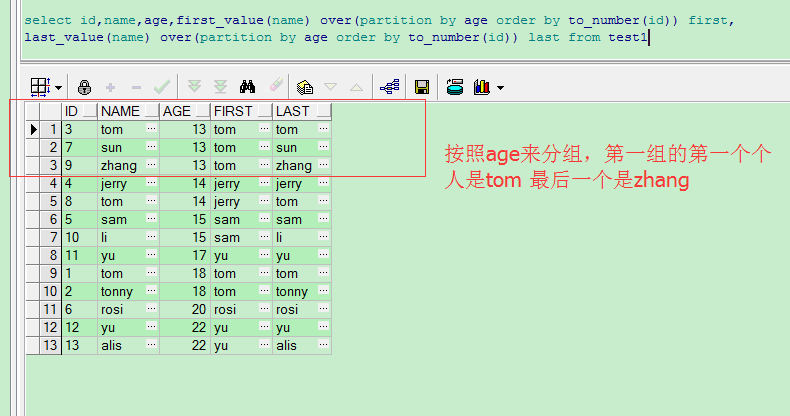 select id,name,age,first_value(name) over(partition by age order by to_number(id)) first,
last_value(name) over(partition by age order by to_number(id)) last from test1
ID NAME AGE FIRST LAST
1 3 tom ... 13 tom ... tom ...
2 7 sun ... 13 tom ... sun ...
3 9 zhang ... 13 tom ... zhang ...
4 4 jerry ... 14 jerry ... jerry ...
5 8 tom ... 14 jerry ... tom ...
6 5 sam ... 15 sam ... sam ...
7 10 li ... 15 sam ... li ...
8 11 yu ... 17 yu ... yu ...
9 1 tom ... 18 tom ... tom ...
10 2 tonny ... 18 tom ... tonny ...
11 6 rosi ... 20 rosi ... rosi ...
12 12 yu ... 22 yu ... yu ...
13 13 alis ... 22 yu ... alis ...
按照age来分组，第一组的第一个个
人是tom 最后一个是zhang